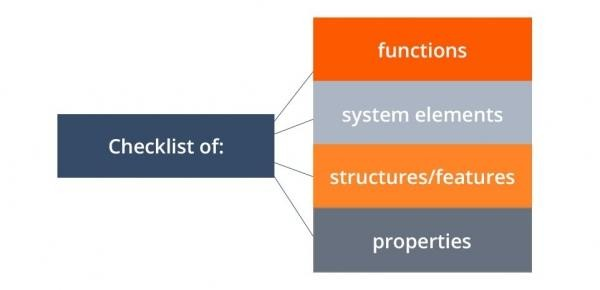 Checklist of:
functions
system elements
structures/features
properties